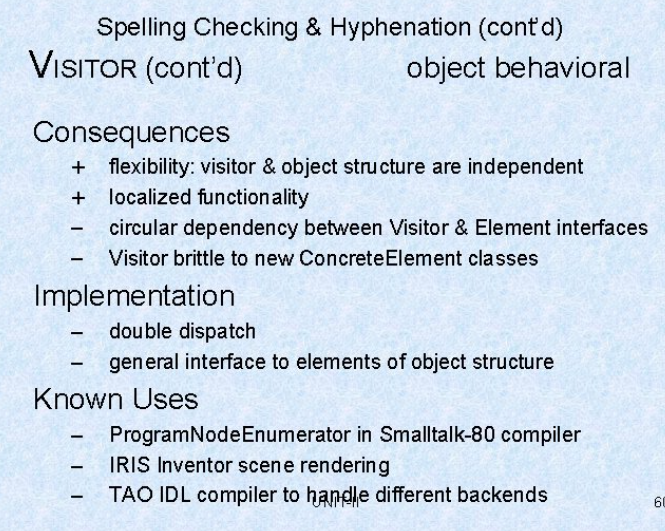 Spelling Checking & Hyphenation (cont'd)
VISITOR (cont'd) object behavioral
Consequences
+ flexibility: visitor & object structure are independent
+ localized functionality
– circular dependency between Visitor & Element interfaces
– Visitor brittle to new ConcreteElement classes
Implementation
– double dispatch
– general interface to elements of object structure
Known Uses
– ProgramNodeEnumerator in Smalltalk-80 compiler
– IRIS Inventor scene rendering
– TAO IDL compiler to handle different backends
UNIT-II
60